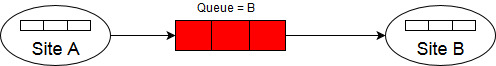 Queue = B
Site A
Site B